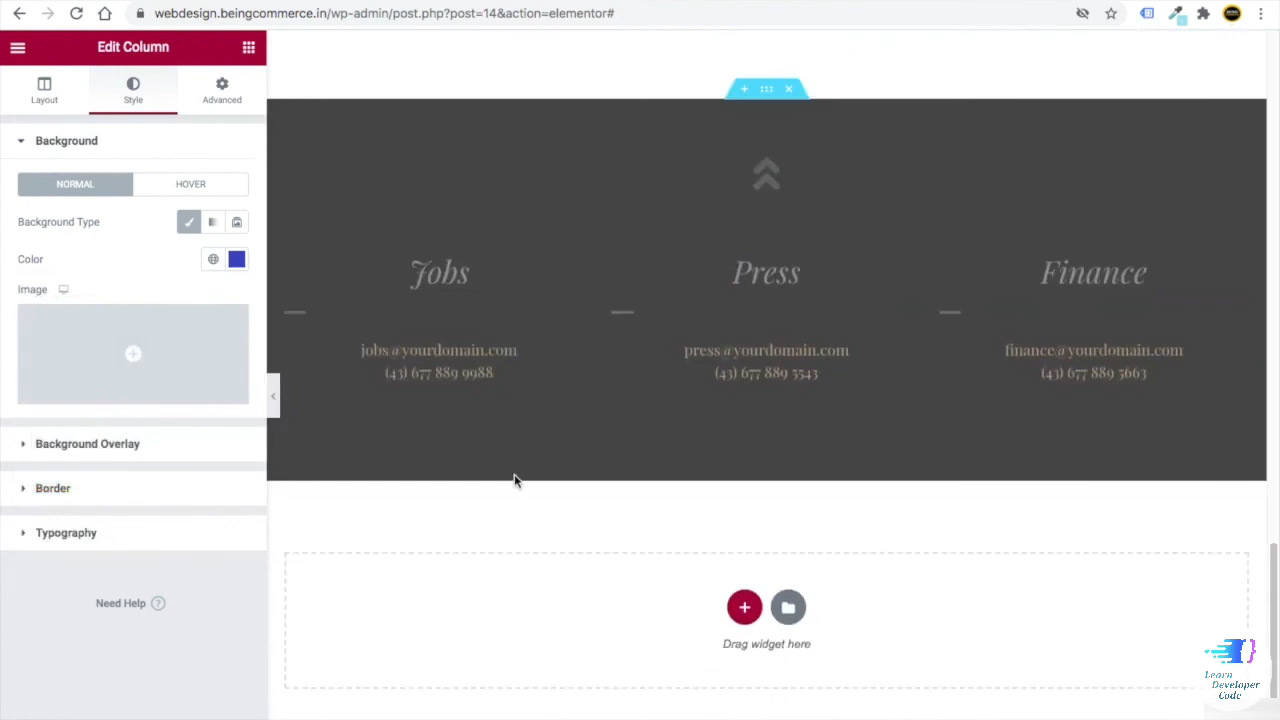 webdesign.beingcommerce.in/wp-admin/post.php?post=14&action=elementor#
Edit Column
Layout
Style
Advanced
Background
NORMAL
HOVER
Background Type
Color
Image
Background Overlay
Border
Typography
Need Help
Jobs
jobs@yourdomain.com
(43) 677 889 9988
Press
press@yourdomain.com
(43) 677 889 5543
Finance
finance@yourdomain.com
(43) 677 889 5663
Drag widget here
Learn
Developer
Code